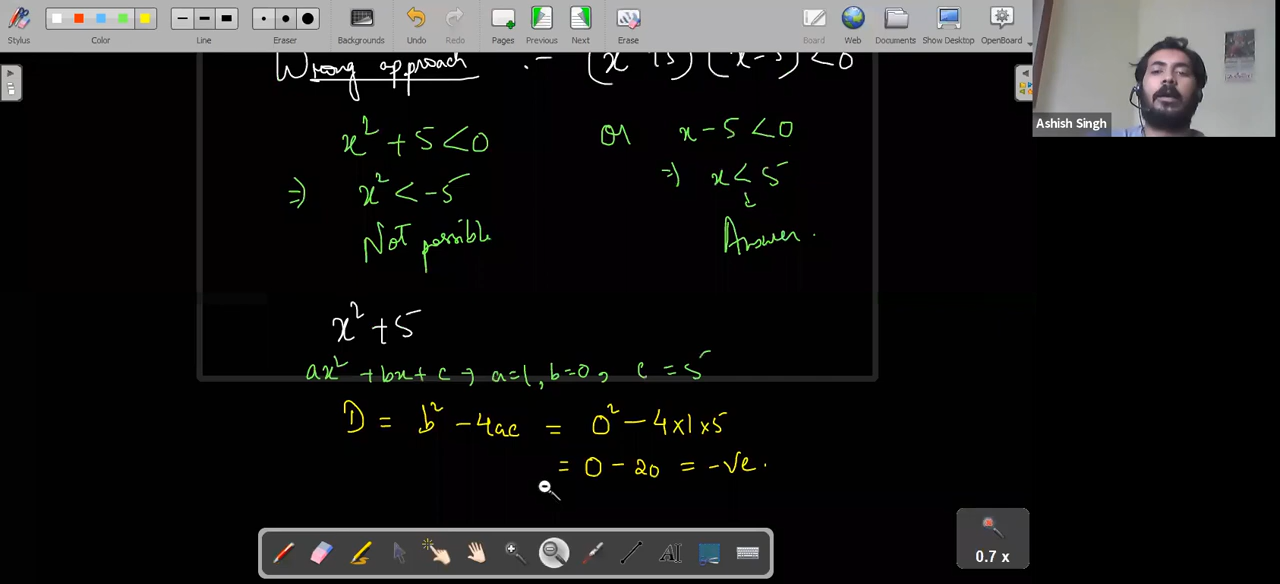 Stylus Color Line Eraser Backgrounds Undo Redo Pages Previous Next Erase Board Web Documents Show Desktop OpenBoard
Ashish Singh
Wrong approach :- (x² + 5) (x - 5) < 0
x² + 5 < 0 or x - 5 < 0
⇒ x² < -5 ⇒ x < 5
Not possible Answer.
x² + 5
ax² + bx + c → a=1, b=0, c = 5
D = b² - 4ac = 0² - 4×1×5
= 0 - 20 = -ve.
AI
0.7 x